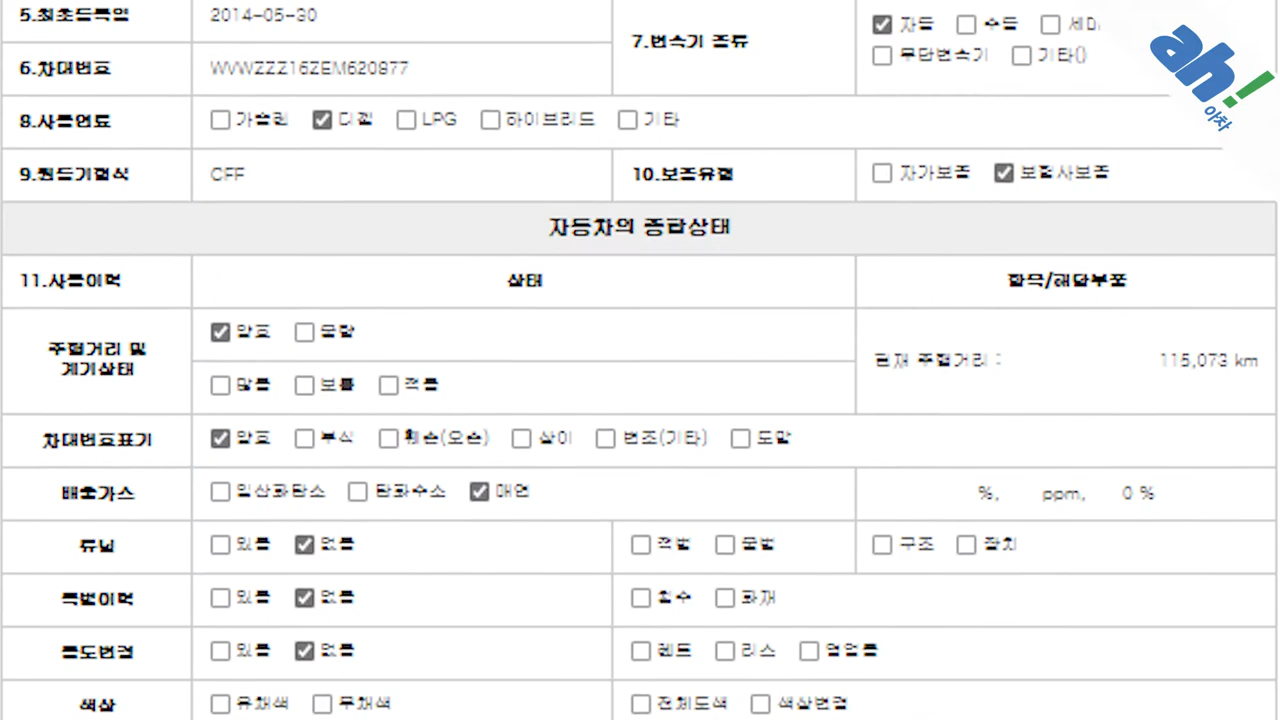 5.최초등록일 2014-05-30 7.변속기 종류 자동 수동 세미
무단변속기 기타()
6.차대번호 WVWZZZ16ZEM620977
8.사용연료 가솔린 디젤 LPG 하이브리드 기타
9.원동기형식 CFF 10.보증유형 자가보증 보험사보증
자동차의 종합상태
11.사용이력 상태 항목/해당부품
주행거리 및
계기상태
양호 불량
많음 보통 적음
현재 주행거리 : 115,073 km
차대번호표기 양호 부식 훼손(오손) 상이 변조(기타) 도말
배출가스 일산화탄소 탄화수소 매연 %, ppm, 0 %
튜닝 있음 없음 적법 불법 구조 장치
특별이력 있음 없음 침수 화재
용도변경 있음 없음 렌트 리스 영업용
색상 유채색 무채색 전체도색 색상변경
ah!
아차